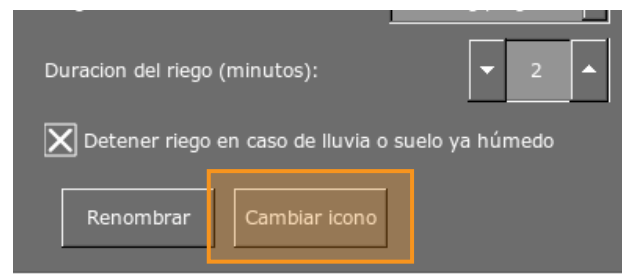 Duracion del riego (minutos): 2
Detener riego en caso de lluvia o suelo ya húmedo
Renombrar Cambiar icono